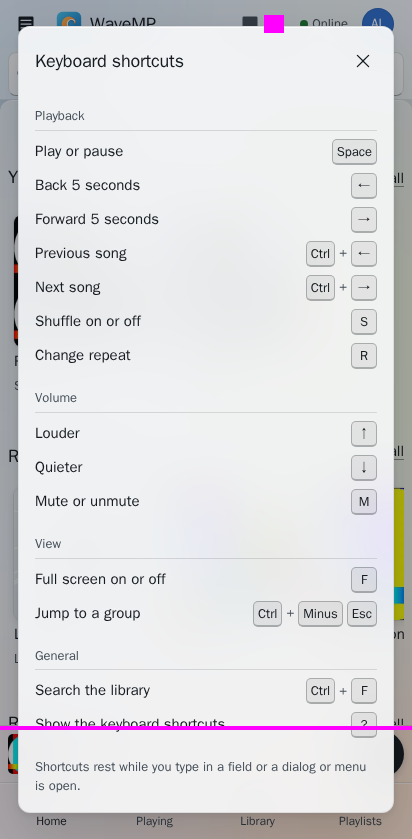 WaveMP
Online
Keyboard shortcuts
Playback
Play or pause Space
Back 5 seconds ←
Forward 5 seconds →
Previous song Ctrl + ←
Next song Ctrl + →
Shuffle on or off S
Change repeat R
Volume
Louder ↑
Quieter ↓
Mute or unmute M
View
Full screen on or off F
Jump to a group Ctrl + Minus Esc
General
Search the library Ctrl + F
Show the keyboard shortcuts ?
Shortcuts rest while you type in a field or a dialog or menu
is open.
Home Playing Library Playlists